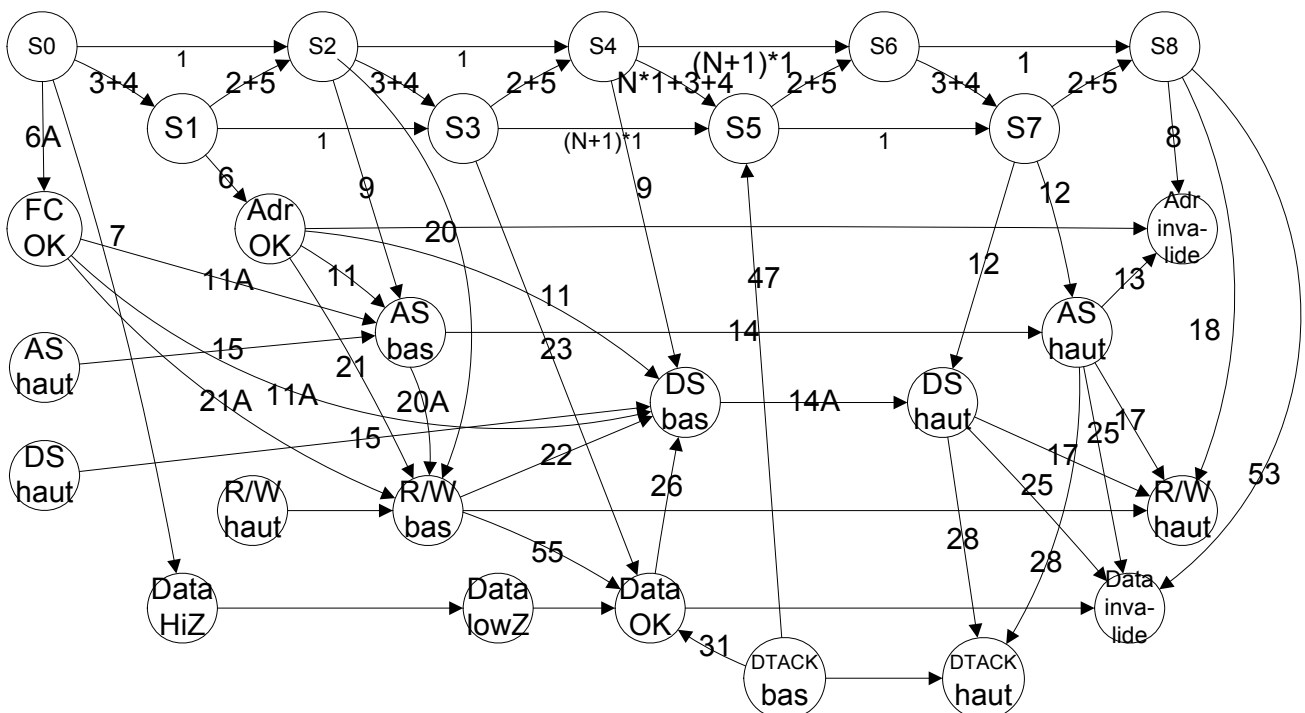 S0
1
S2
1
S4
(N+1)*1
S6
1
S8
3+4
2+5
3+4
2+5
N*1+3+4
2+5
3+4
2+5
S1
1
S3
(N+1)*1
S5
1
S7
6A
6
9
9
12
8
FC
OK
Adr
OK
20
Adr
inva-
lide
7
11A
11
11
47
12
13
18
AS
haut
15
AS
bas
14
AS
haut
21
23
21A
11A
20A
DS
bas
14A
DS
haut
25
17
DS
haut
15
22
26
17
25
53
R/W
haut
R/W
bas
R/W
haut
55
28
28
Data
HiZ
Data
lowZ
Data
OK
Data
inva-
lide
31
DTACK
bas
DTACK
haut